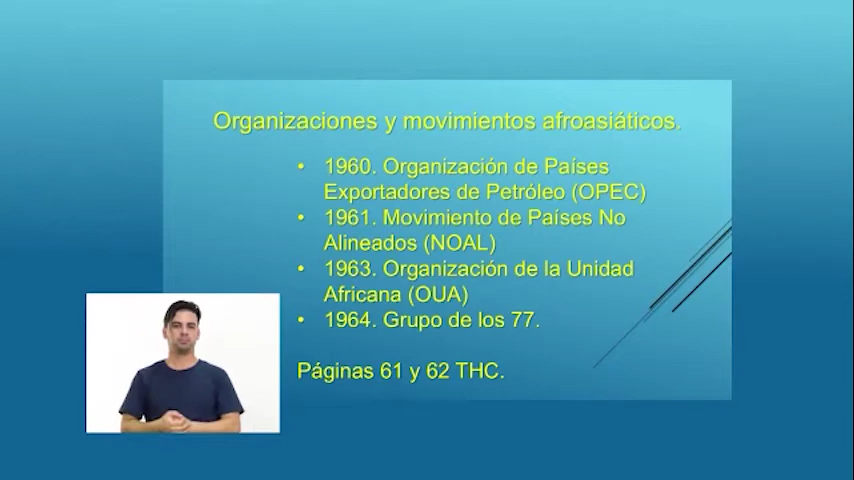 Organizaciones y movimientos afroasiáticos.
• 1960. Organización de Países
Exportadores de Petróleo (OPEC)
• 1961. Movimiento de Países No
Alineados (NOAL)
• 1963. Organización de la Unidad
Africana (OUA)
• 1964. Grupo de los 77.
Páginas 61 y 62 THC.